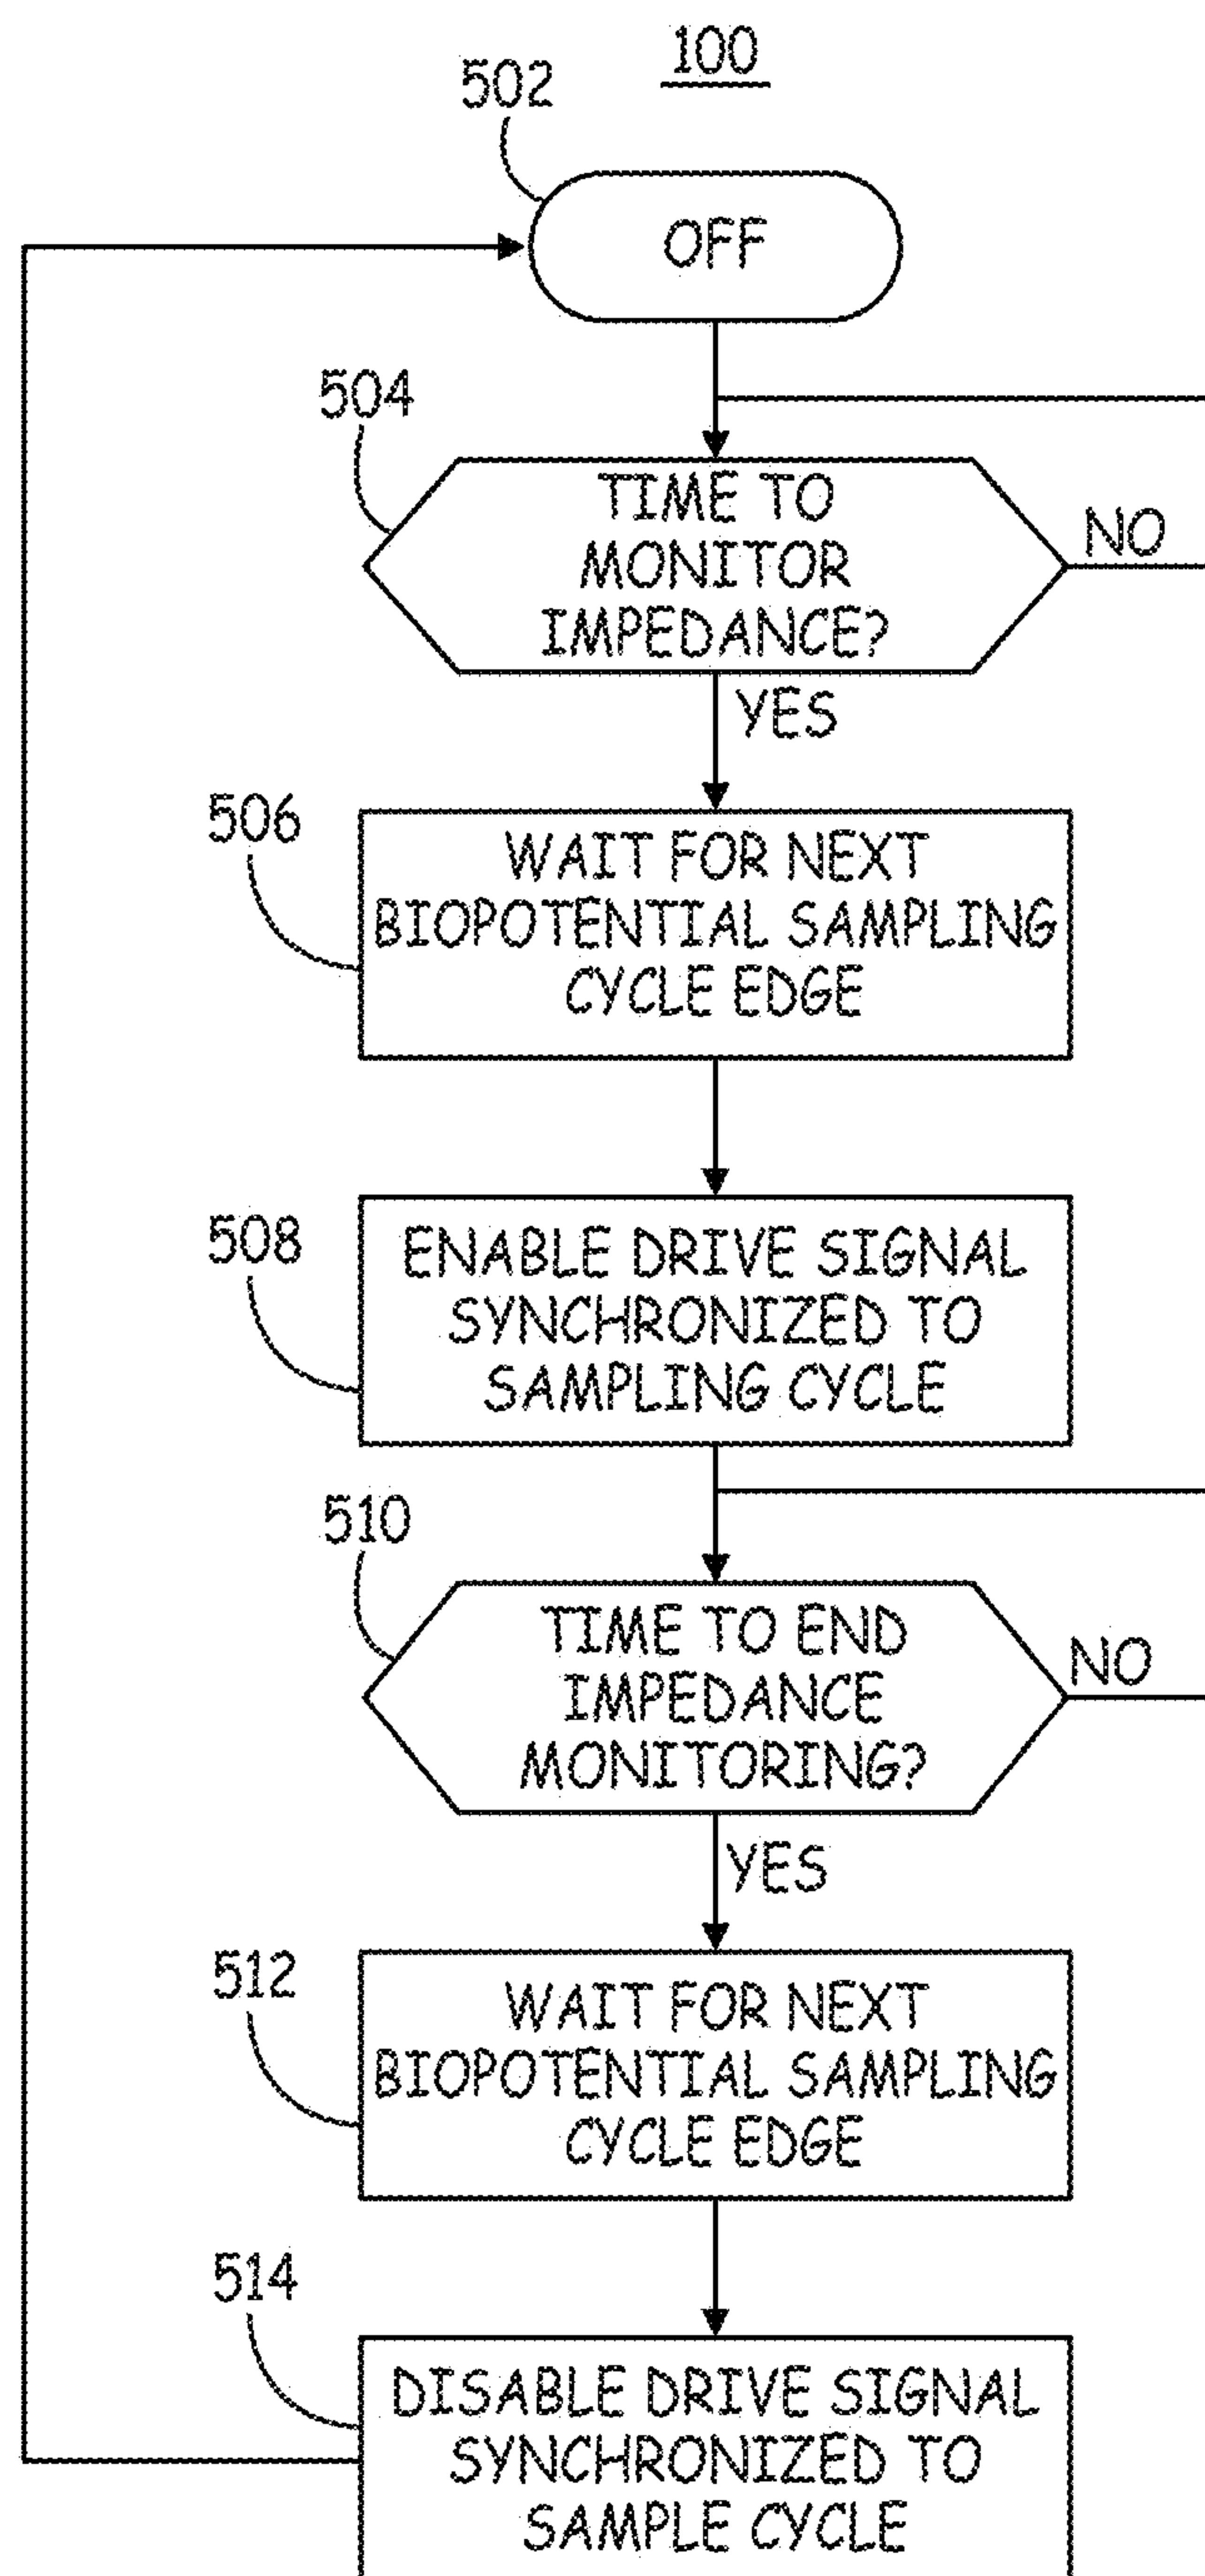 100
502
OFF
504
TIME TO
MONITOR
IMPEDANCE?
NO
YES
506
WAIT FOR NEXT
BIOPOTENTIAL SAMPLING
CYCLE EDGE
508
ENABLE DRIVE SIGNAL
SYNCHRONIZED TO
SAMPLING CYCLE
510
TIME TO END
IMPEDANCE
MONITORING?
NO
YES
512
WAIT FOR NEXT
BIOPOTENTIAL SAMPLING
CYCLE EDGE
514
DISABLE DRIVE SIGNAL
SYNCHRONIZED TO
SAMPLE CYCLE